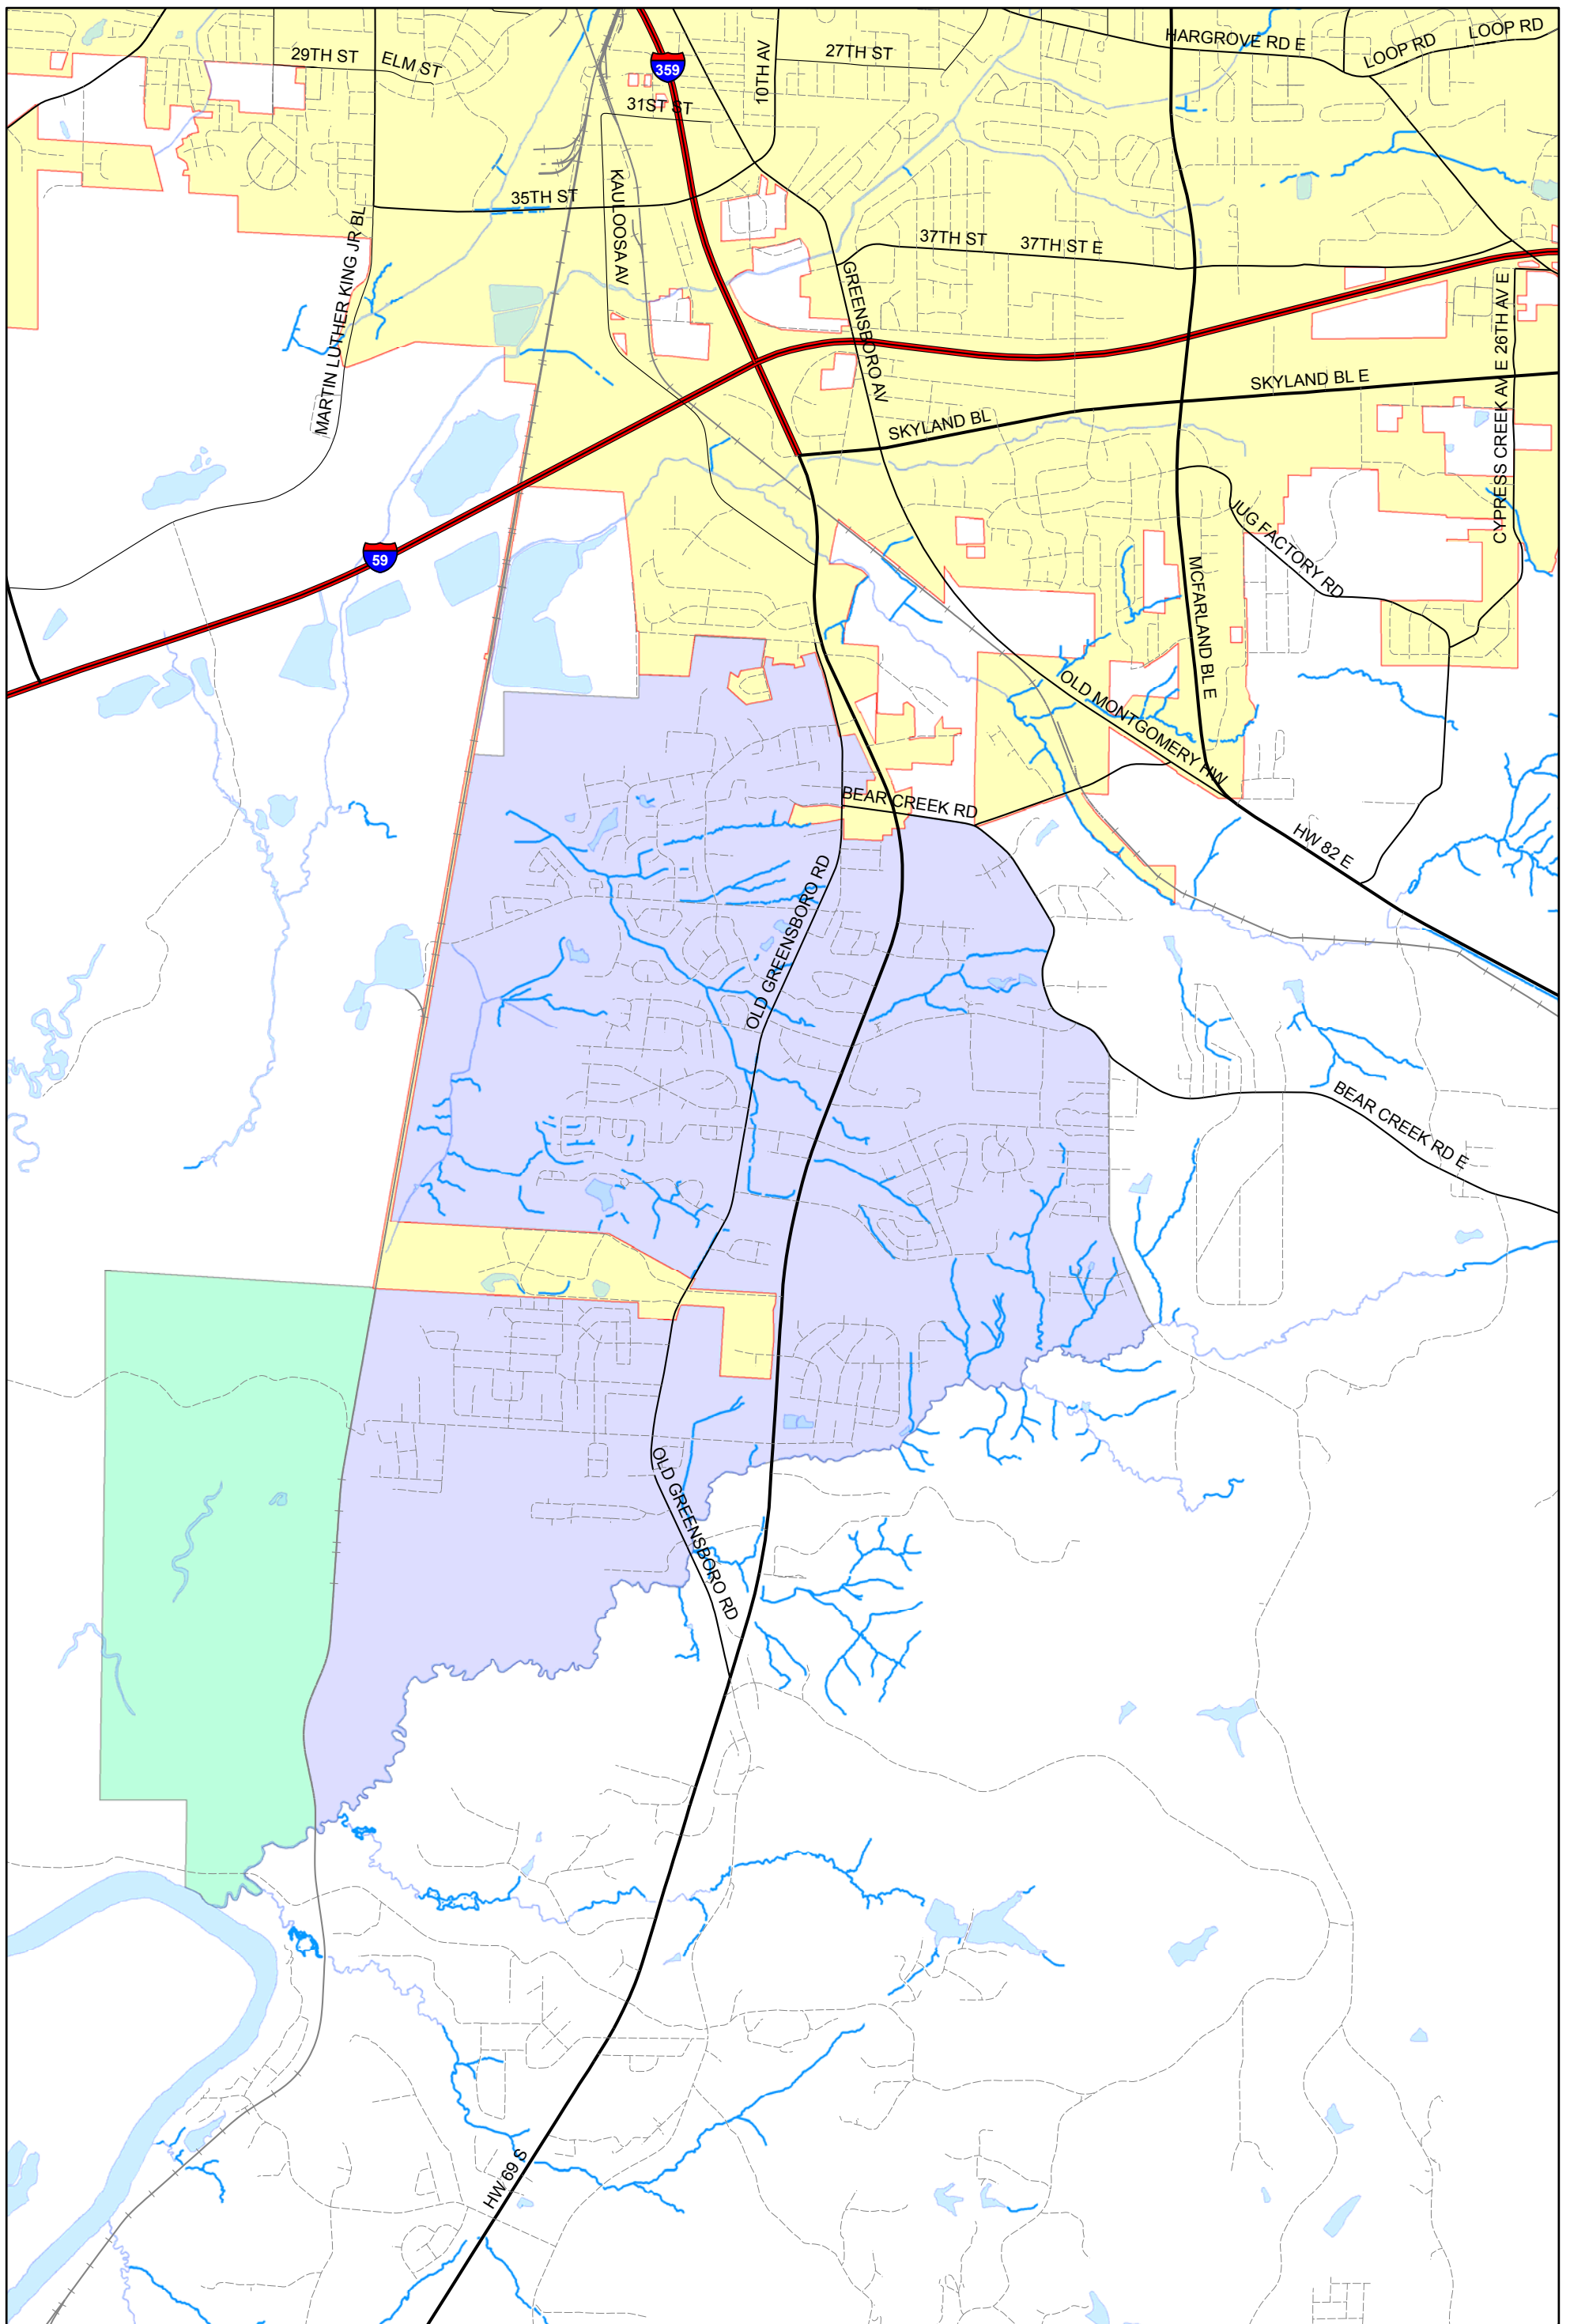 HARGROVE RD E
LOOP RD
LOOP RD
29TH ST
ELM ST
359
10TH AV
27TH ST
31ST ST
35TH ST
KAULOOSA AV
MARTIN LUTHER KING JR BL
37TH ST
37TH ST E
GREENSBORO AV
CYPRESS CREEK AV E 26TH AV E
SKYLAND BL E
SKYLAND BL
JUG FACTORY RD
59
MCFARLAND BL E
OLD MONTGOMERY HW
BEAR CREEK RD
HW 82 E
OLD GREENSBORO RD
BEAR CREEK RD E
OLD GREENSBORO RD
HW 69 S